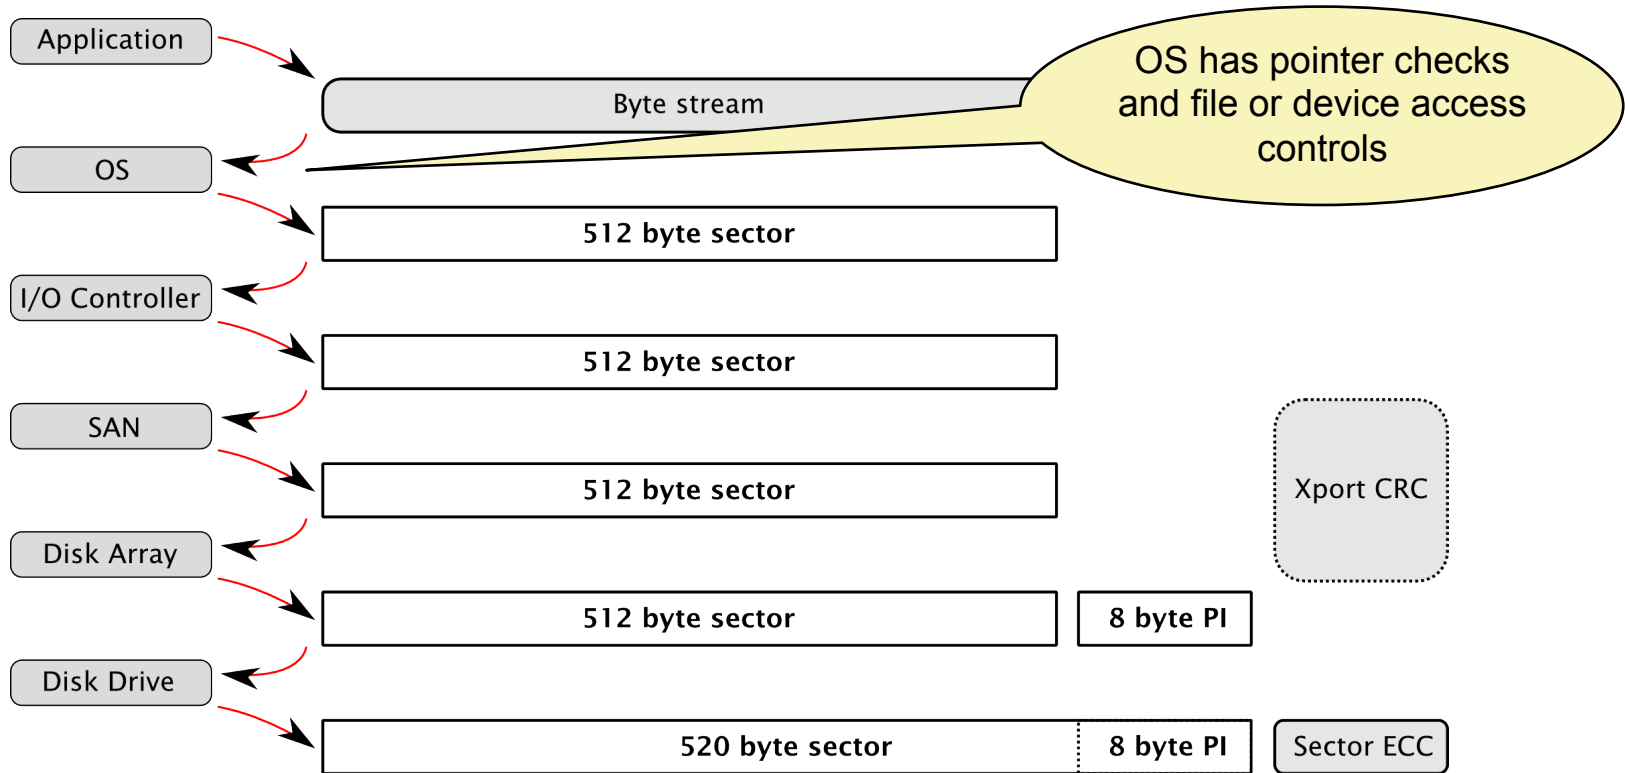 Application
OS has pointer checks
and file or device access
controls
Byte stream
OS
512 byte sector
I/O Controller
512 byte sector
SAN
512 byte sector
Xport CRC
Disk Array
512 byte sector
8 byte PI
Disk Drive
520 byte sector
8 byte PI
Sector ECC